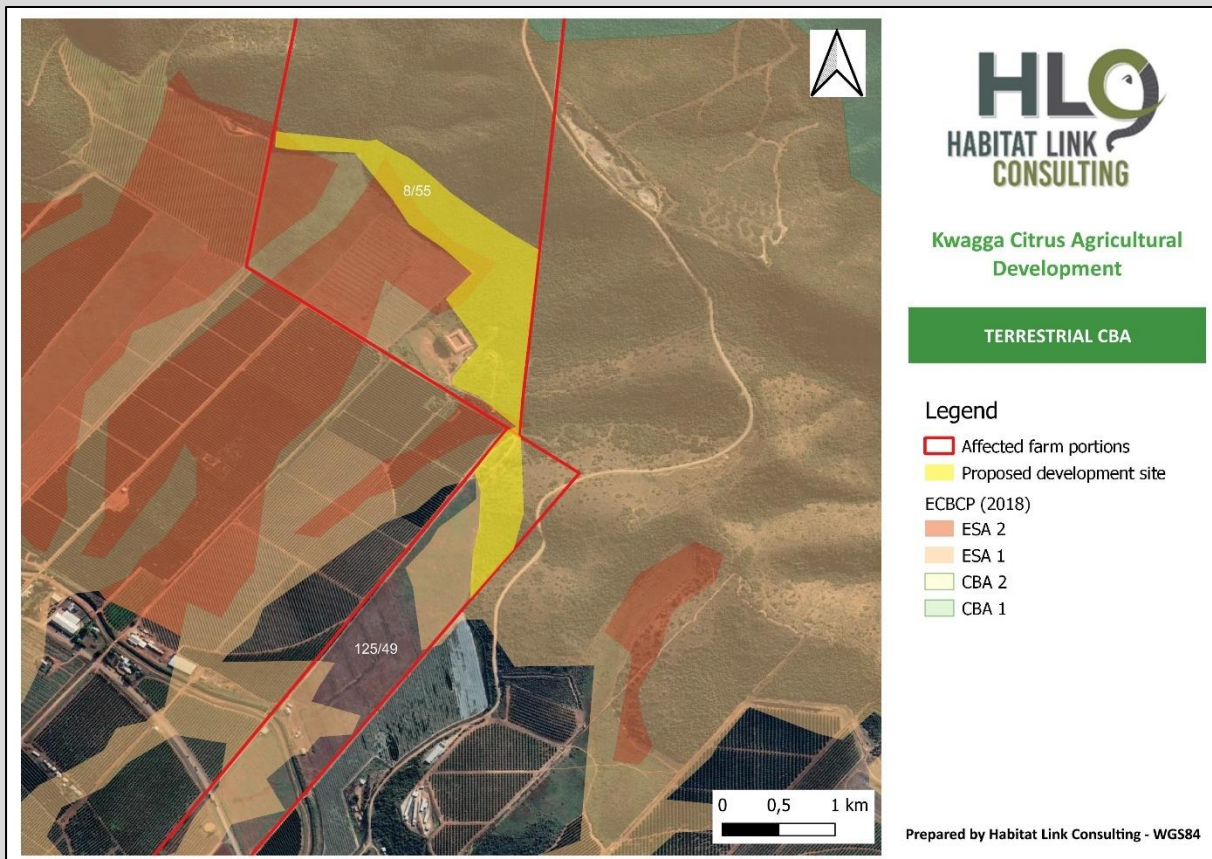 8/55
125/49
0 0,5 1 km
HLC
HABITAT LINK
CONSULTING
Kwagga Citrus Agricultural
Development
TERRESTRIAL CBA
Legend
Affected farm portions
Proposed development site
ECBCP (2018)
ESA 2
ESA 1
CBA 2
CBA 1
Prepared by Habitat Link Consulting - WGS84